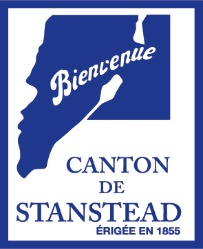 Bienvenue
CANTON
DE
STANSTEAD
ÉRIGÉE EN 1855